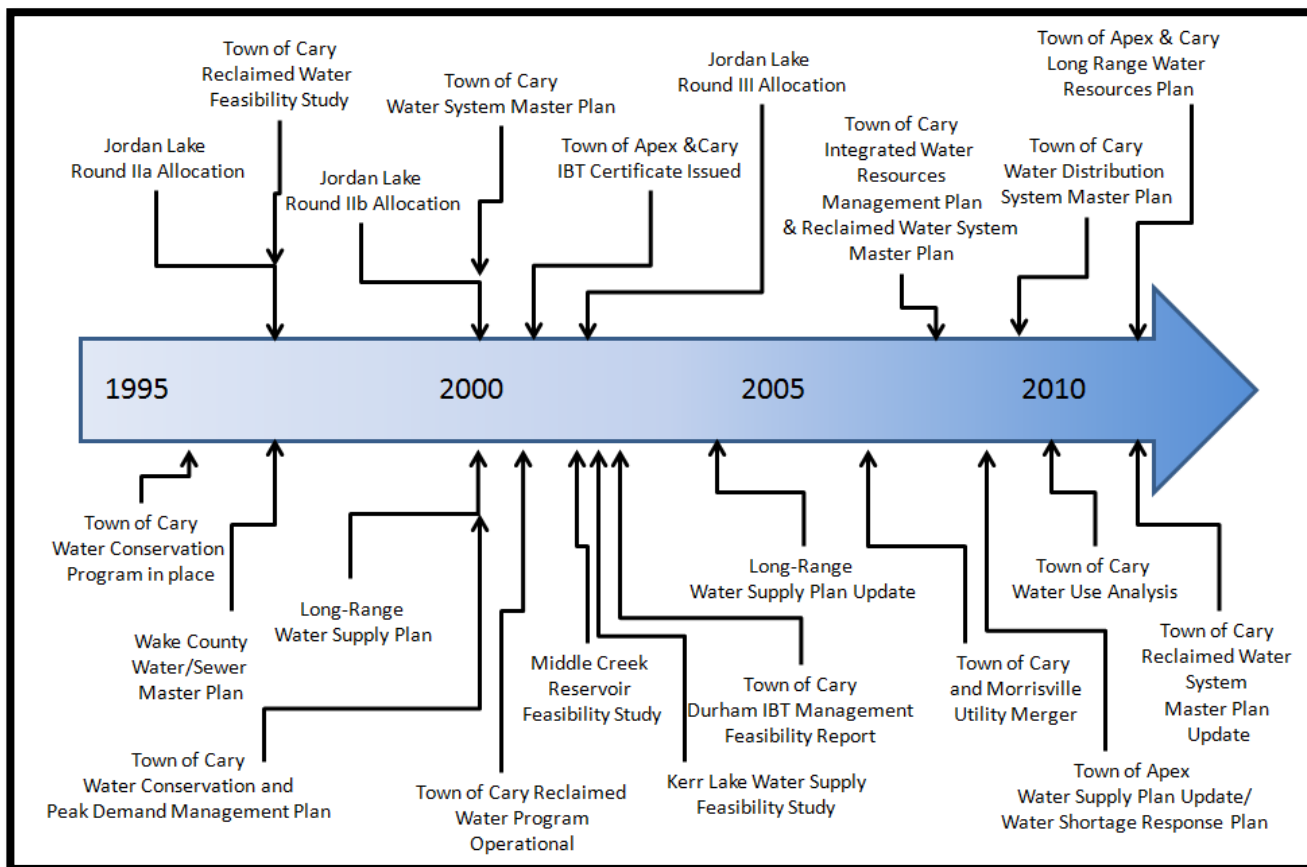 Town of Cary
Reclaimed Water
Feasibility Study
Jordan Lake
Round IIa Allocation
Jordan Lake
Round IIb Allocation
Town of Cary
Water System Master Plan
Town of Apex &Cary
IBT Certificate Issued
Jordan Lake
Round III Allocation
Town of Cary
Integrated Water
Resources
Management Plan
& Reclaimed Water System
Master Plan
Town of Cary
Water Distribution
System Master Plan
Town of Apex & Cary
Long Range Water
Resources Plan
1995
2000
2005
2010
Town of Cary
Water Conservation
Program in place
Wake County
Water/Sewer
Master Plan
Town of Cary
Water Conservation and
Peak Demand Management Plan
Long-Range
Water Supply Plan
Town of Cary Reclaimed
Water Program
Operational
Middle Creek
Reservoir
Feasibility Study
Kerr Lake Water Supply
Feasibility Study
Town of Cary
Durham IBT Management
Feasibility Report
Long-Range
Water Supply Plan Update
Town of Cary
and Morrisville
Utility Merger
Town of Apex
Water Supply Plan Update/
Water Shortage Response Plan
Town of Cary
Water Use Analysis
Town of Cary
Reclaimed Water
System
Master Plan
Update